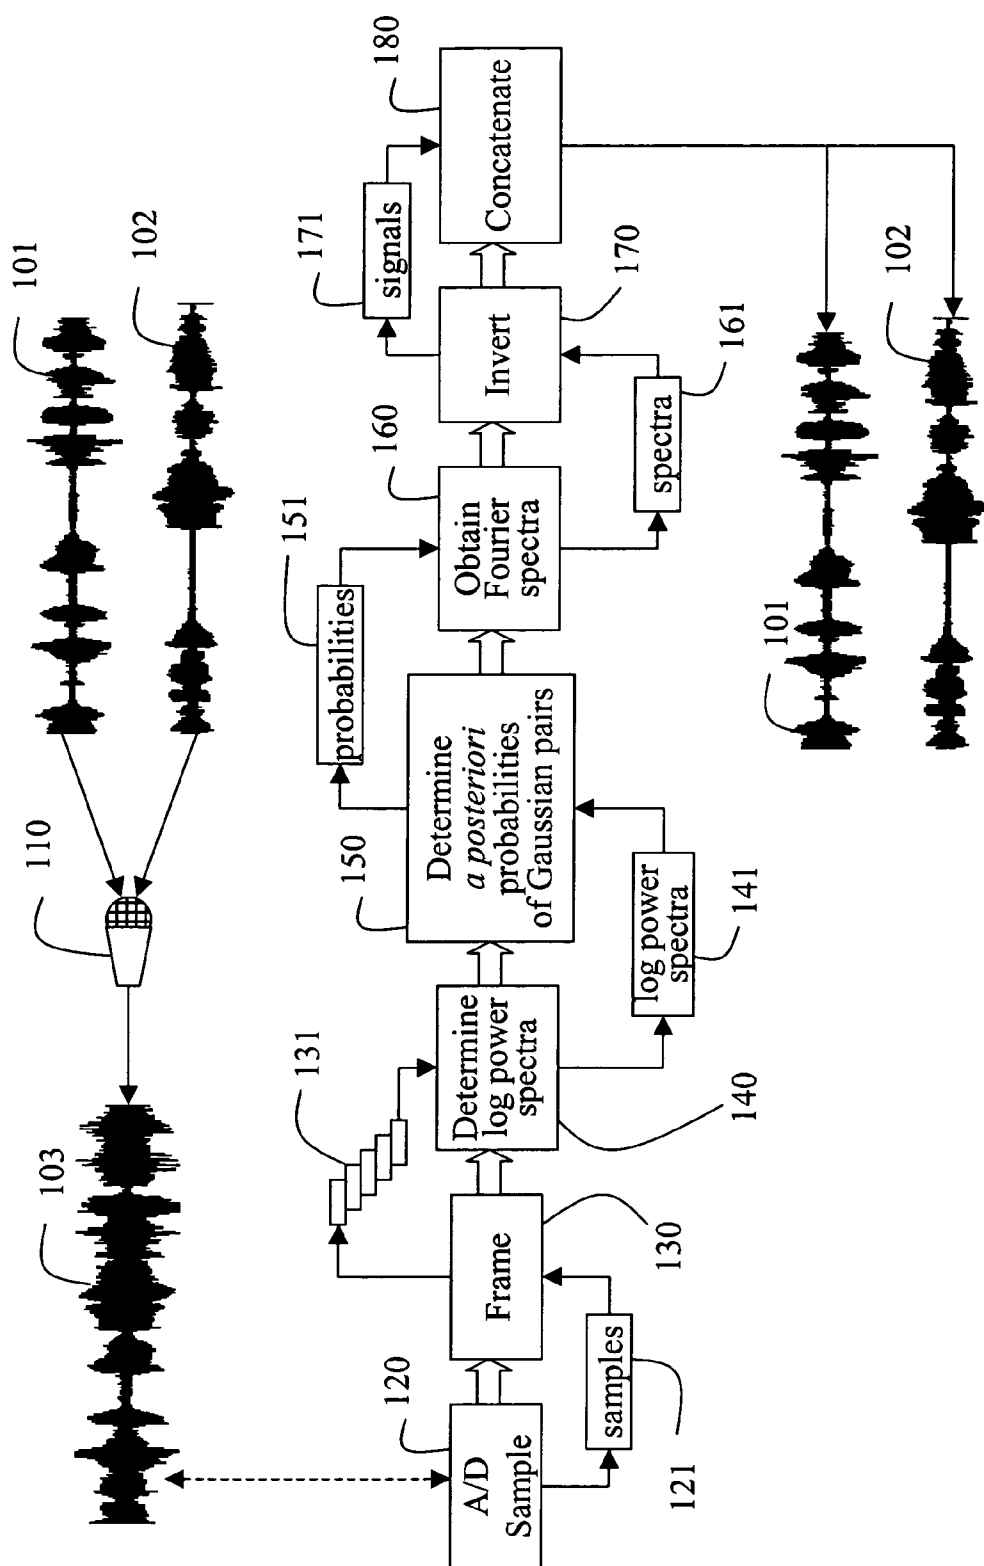 101
102
110
103
180
Concatenate
171
signals
Invert
170
160
Obtain
Fourier
spectra
spectra
161
151
probabilities
150
Determine
a posteriori
probabilities
of Gaussian pairs
log power
spectra
141
131
Determine
log power
spectra
140
Frame
130
120
A/D
Sample
samples
121
101
102